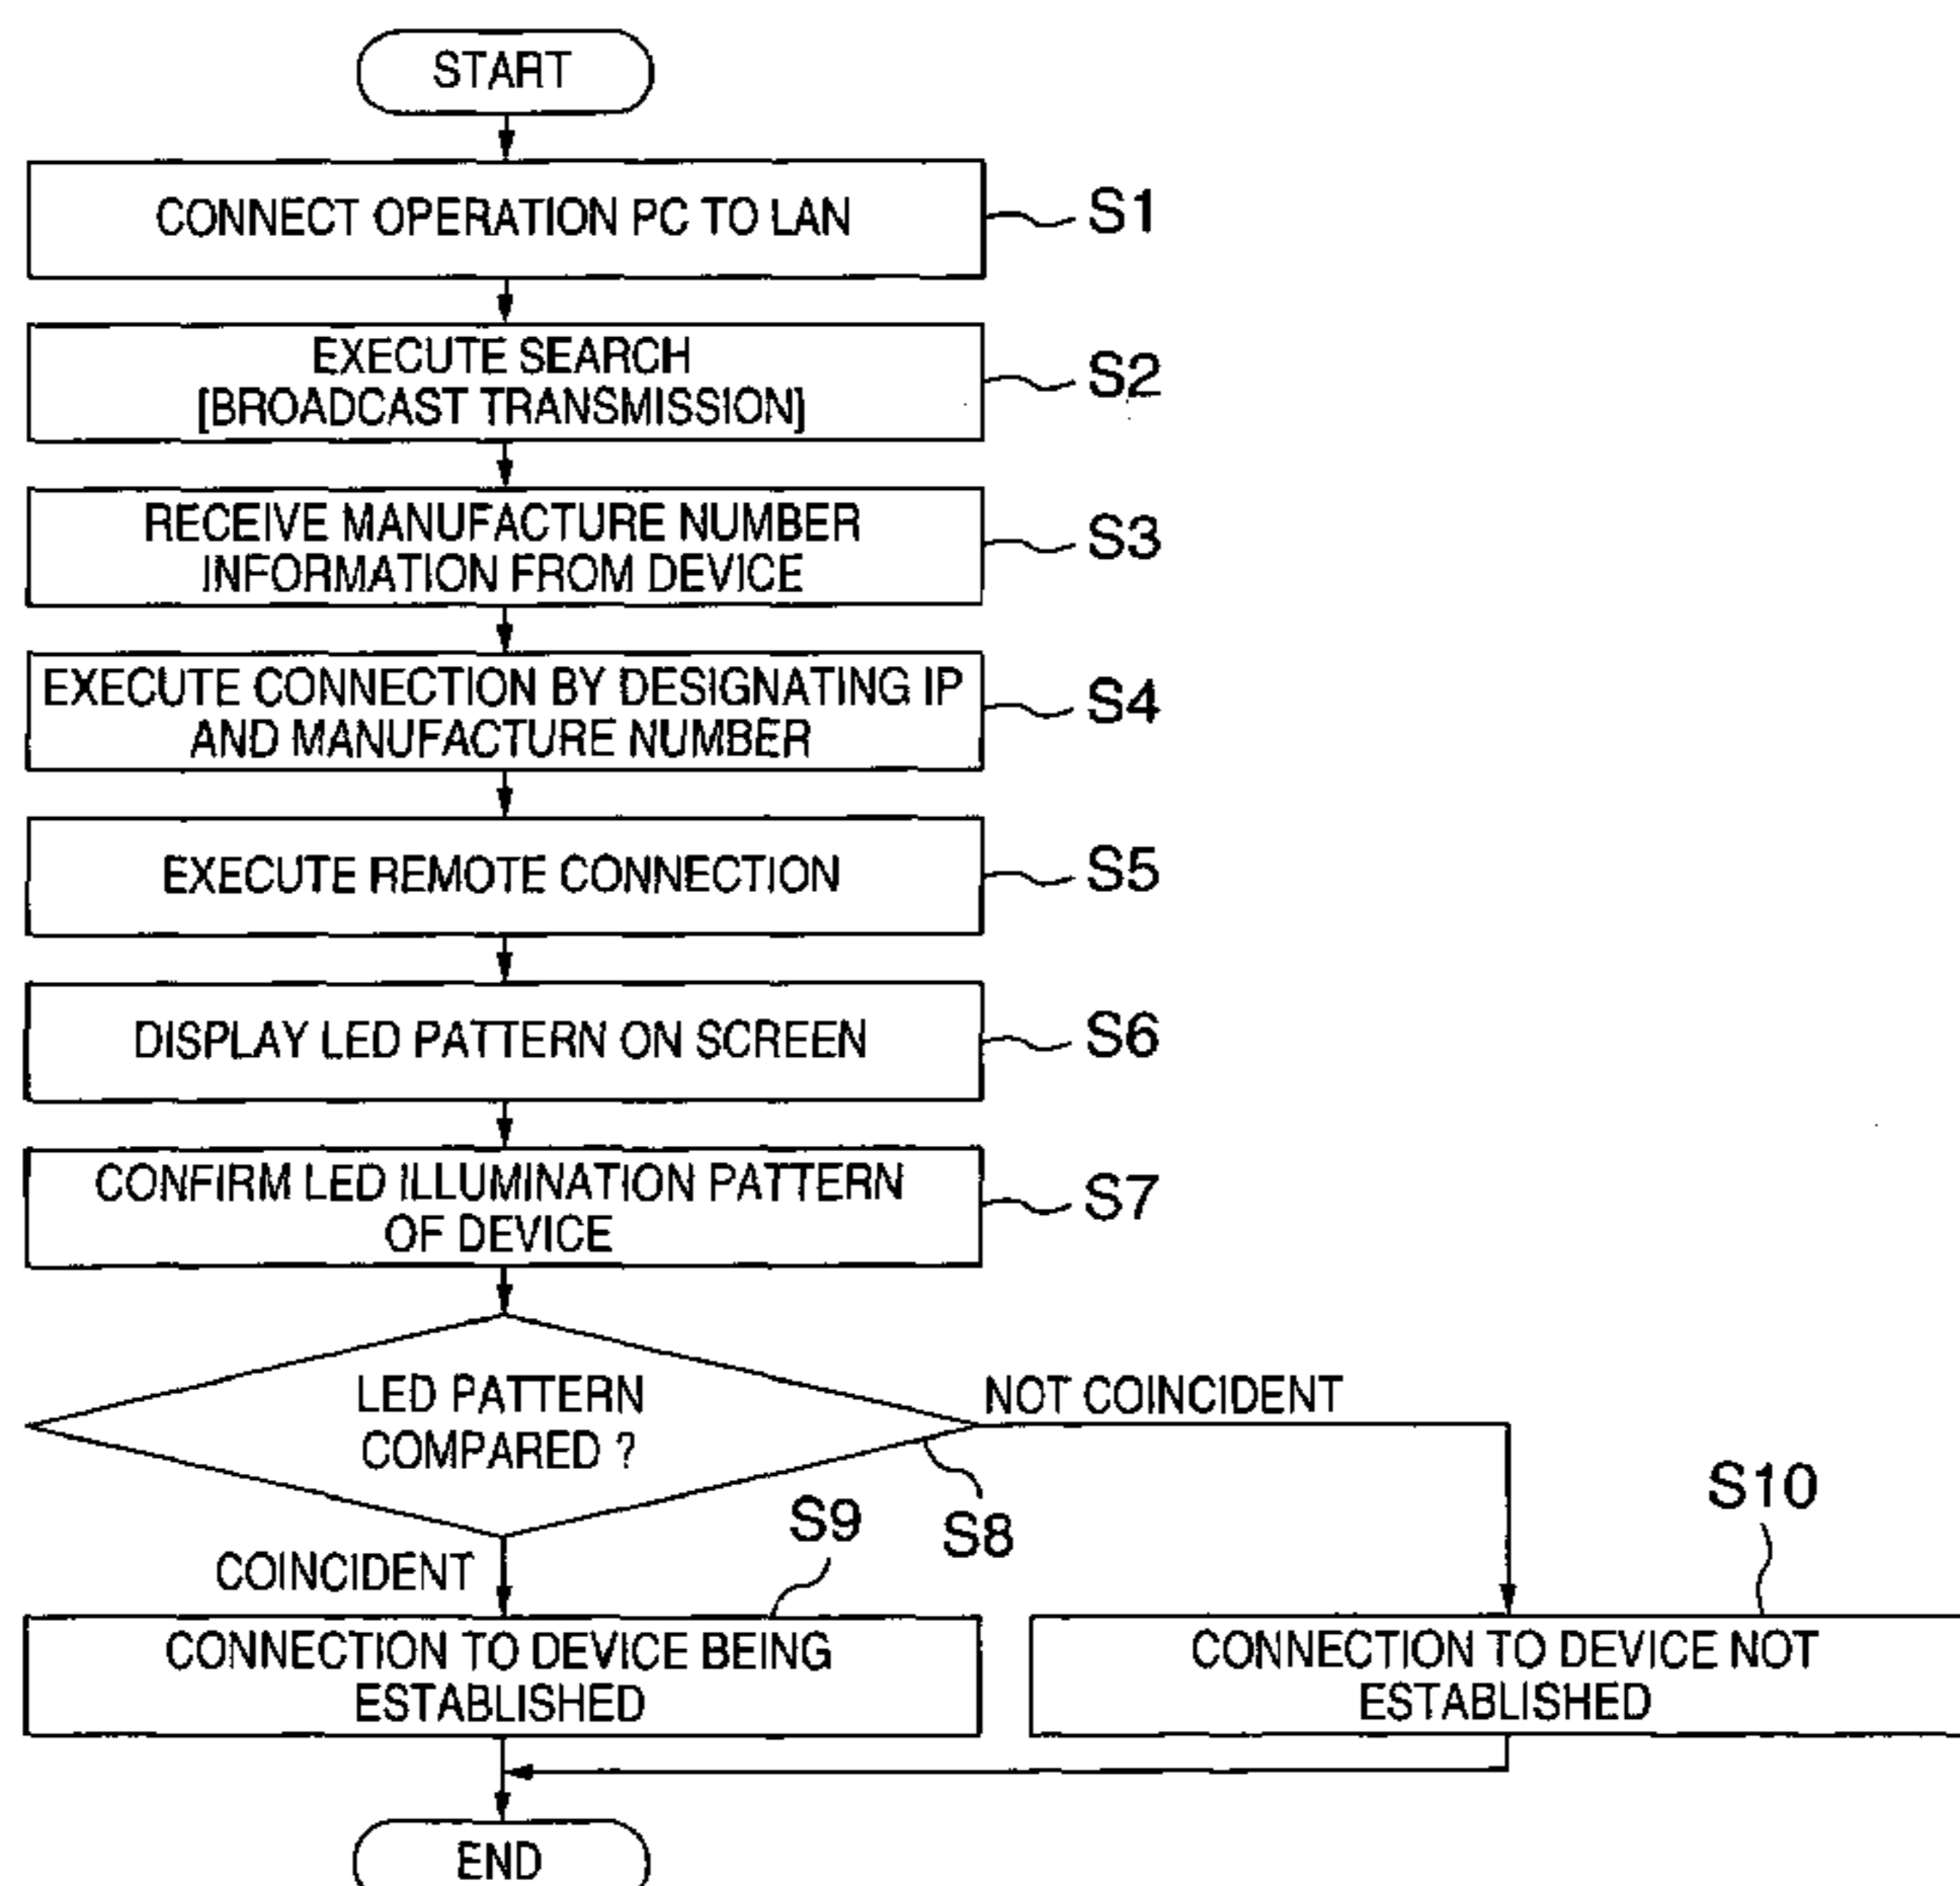 START
CONNECT OPERATION PC TO LAN
S1
EXECUTE SEARCH
[BROADCAST TRANSMISSION]
S2
RECEIVE MANUFACTURE NUMBER
INFORMATION FROM DEVICE
S3
EXECUTE CONNECTION BY DESIGNATING IP
AND MANUFACTURE NUMBER
S4
EXECUTE REMOTE CONNECTION
S5
DISPLAY LED PATTERN ON SCREEN
S6
CONFIRM LED ILLUMINATION PATTERN
OF DEVICE
S7
LED PATTERN
COMPARED ?
S8
NOT COINCIDENT
COINCIDENT
S9
CONNECTION TO DEVICE BEING
ESTABLISHED
S10
CONNECTION TO DEVICE NOT
ESTABLISHED
END